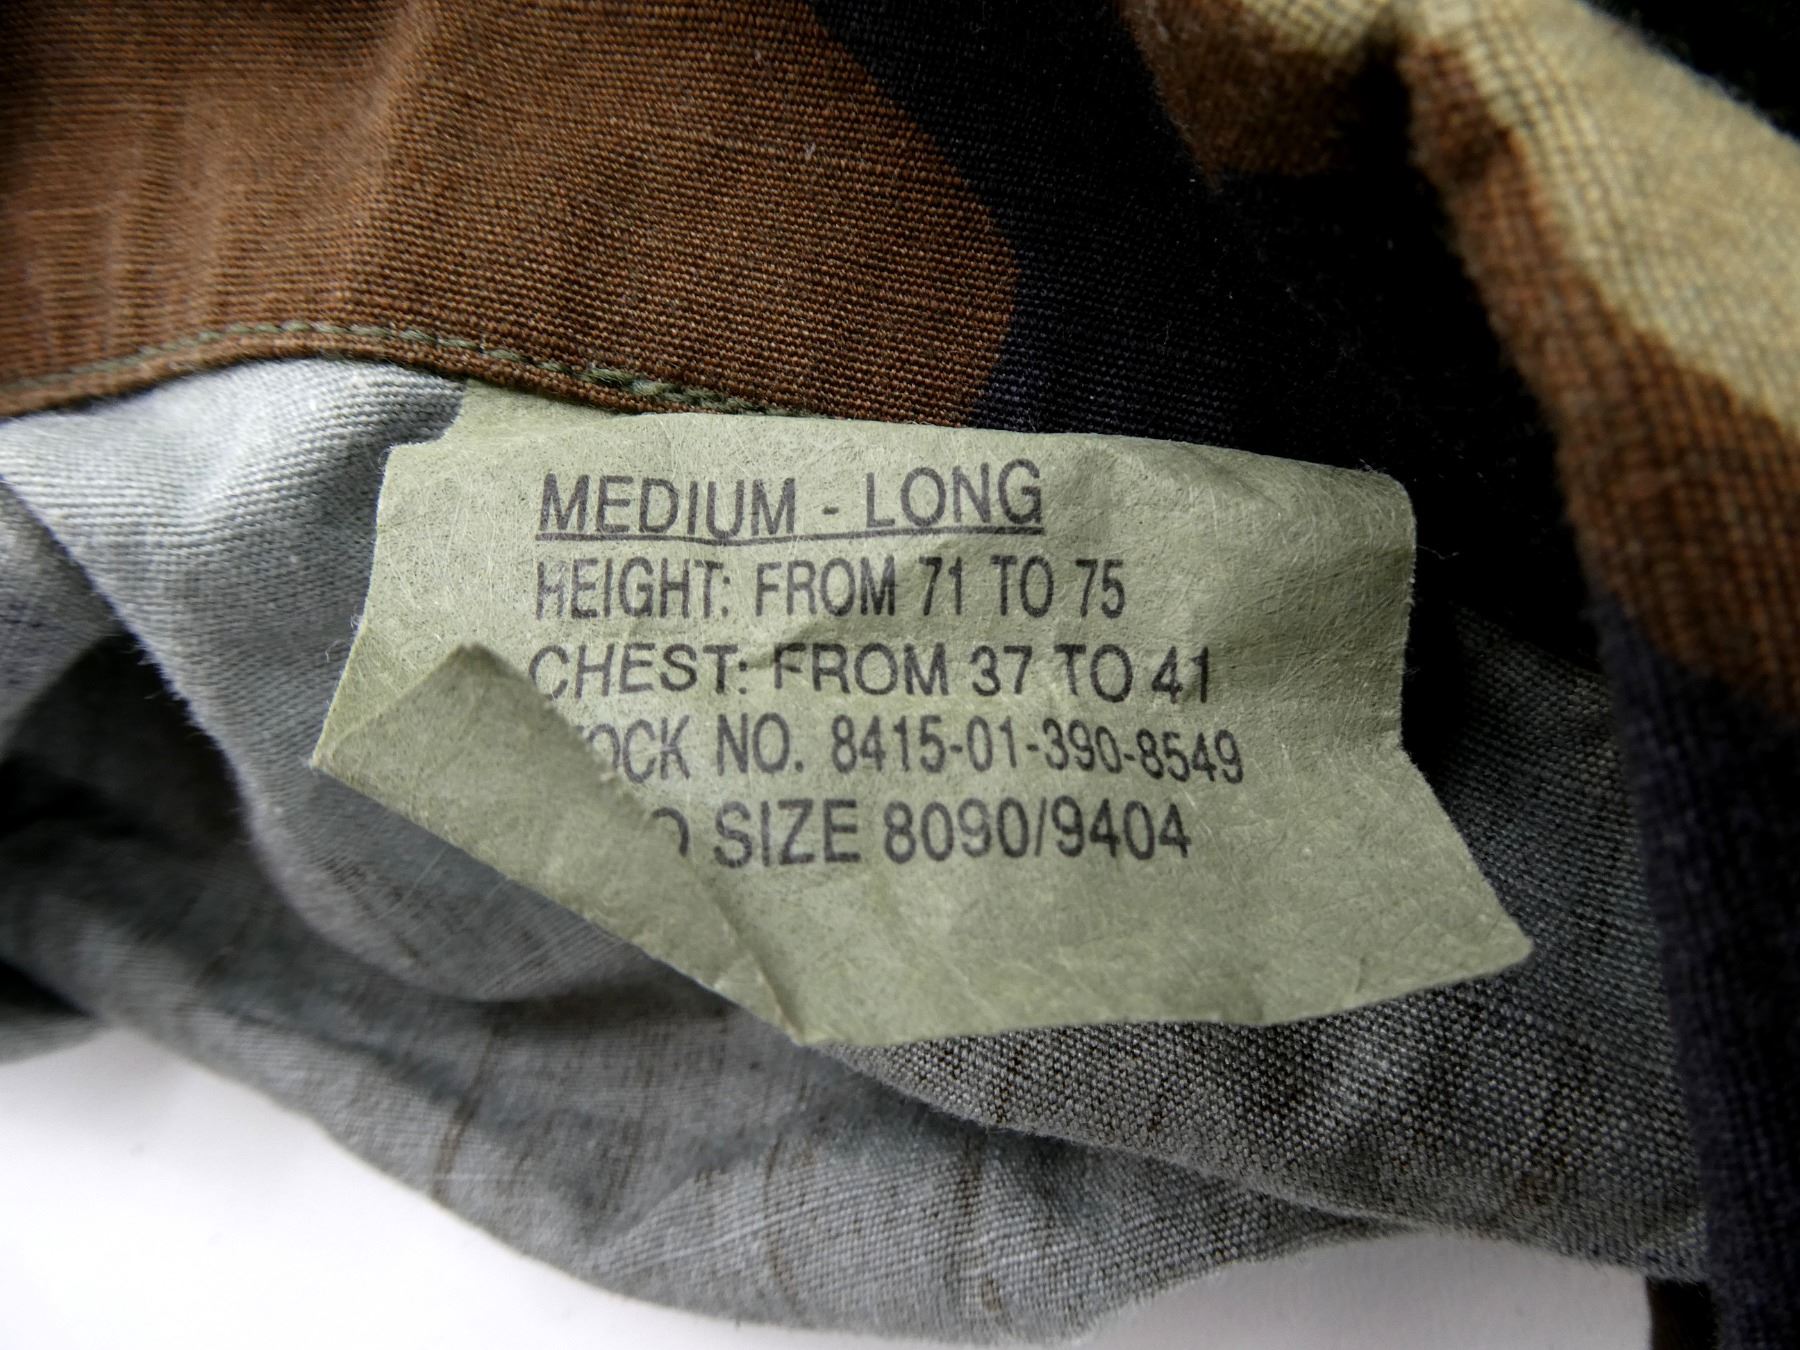 MEDIUM - LONG
HEIGHT: FROM 71 TO 75
CHEST: FROM 37 TO 41
NO. 8415-01-390-8549
SIZE 8090/9404